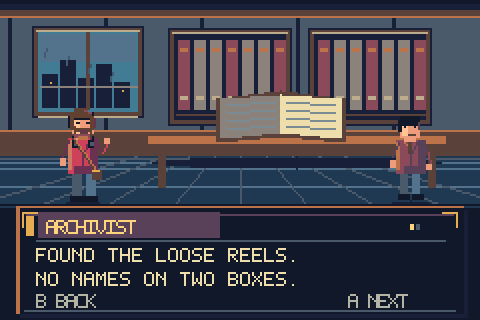 ARCHIVIST
FOUND THE LOOSE REELS.
NO NAMES ON TWO BOXES.
B BACK
A NEXT